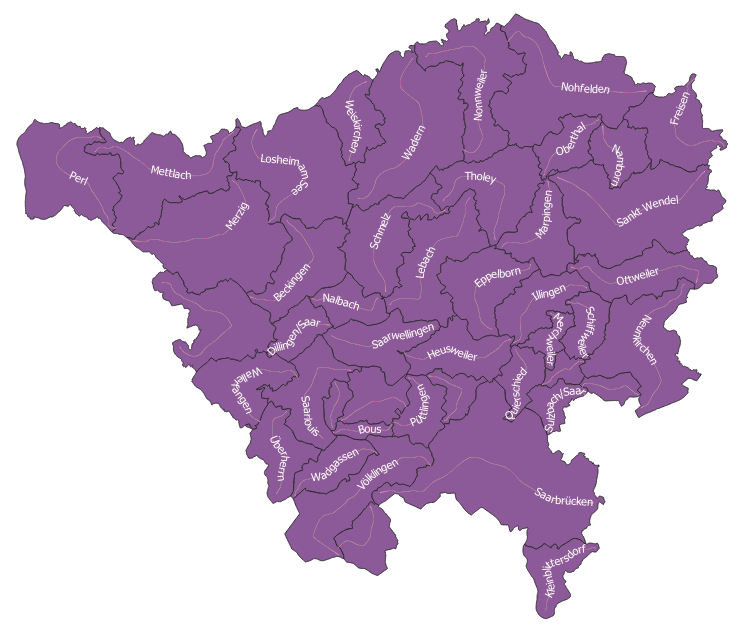 Nohfelden
Nonnweiler
Freisen
Weiskirchen
Wadern
Oberthal
Namborn
Losheim am See
Mettlach
Perl
Tholey
Sankt Wendel
Merzig
Schmelz
Marpingen
Lebach
Eppelborn
Ottweiler
Beckingen
Nalbach
Illingen
Schiffweiler
Merchweiler
Neunkirchen
Dillingen/Saar
Saarwellingen
Heusweiler
Waller-
fangen
Quierschied
Sulzbach/Saar
Saarlouis
Püttlingen
Bous
Überherrn
Wadgassen
Völklingen
Saarbrücken
Kleinblittersdorf